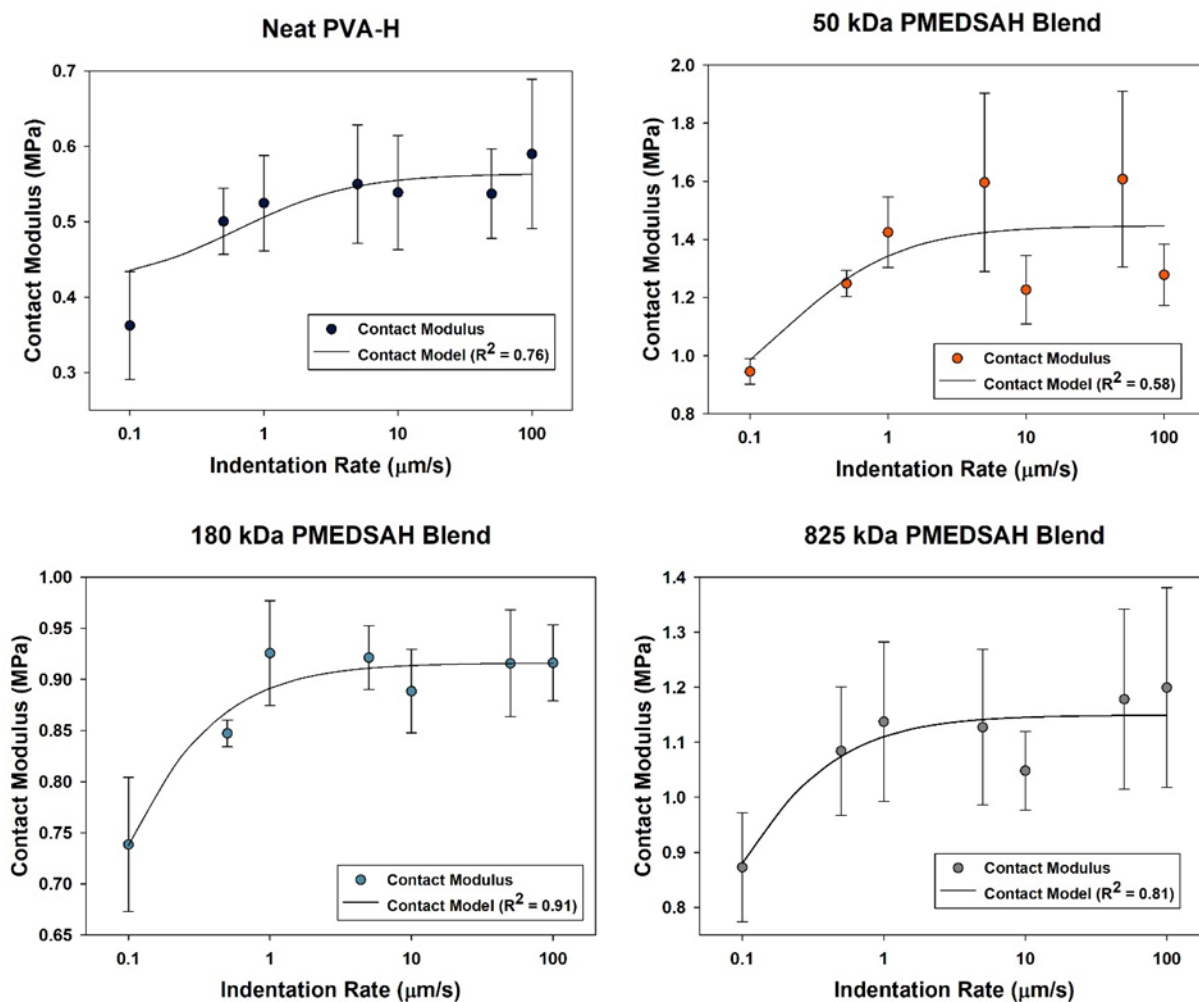 Neat PVA-H
Contact Modulus (MPa)
0.7
0.6
0.5
0.4
0.3
Contact Modulus
Contact Model (R² = 0.76)
0.1 1 10 100
Indentation Rate (μm/s)
50 kDa PMEDSAH Blend
Contact Modulus (MPa)
2.0
1.8
1.6
1.4
1.2
1.0
0.8
Contact Modulus
Contact Model (R² = 0.58)
0.1 1 10 100
Indentation Rate (μm/s)
180 kDa PMEDSAH Blend
Contact Modulus (MPa)
1.00
0.95
0.90
0.85
0.80
0.75
0.70
0.65
Contact Modulus
Contact Model (R² = 0.91)
0.1 1 10 100
Indentation Rate (μm/s)
825 kDa PMEDSAH Blend
Contact Modulus (MPa)
1.4
1.3
1.2
1.1
1.0
0.9
0.8
Contact Modulus
Contact Model (R² = 0.81)
0.1 1 10 100
Indentation Rate (μm/s)